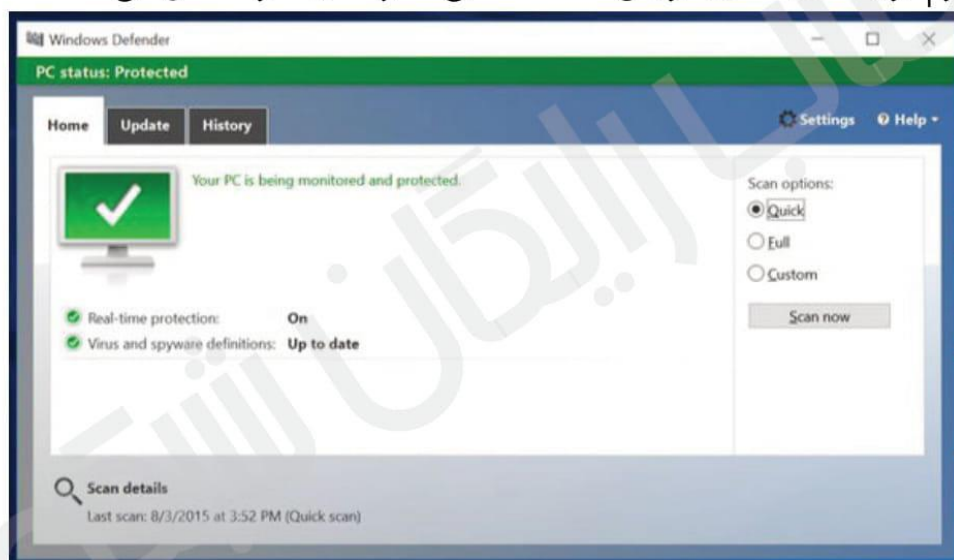 Windows Defender
PC status: Protected
Home Update History Settings Help
Your PC is being monitored and protected.
Scan options:
Quick
Full
Custom
Scan now
Real-time protection: On
Virus and spyware definitions: Up to date
Scan details
Last scan: 8/3/2015 at 3:52 PM (Quick scan)